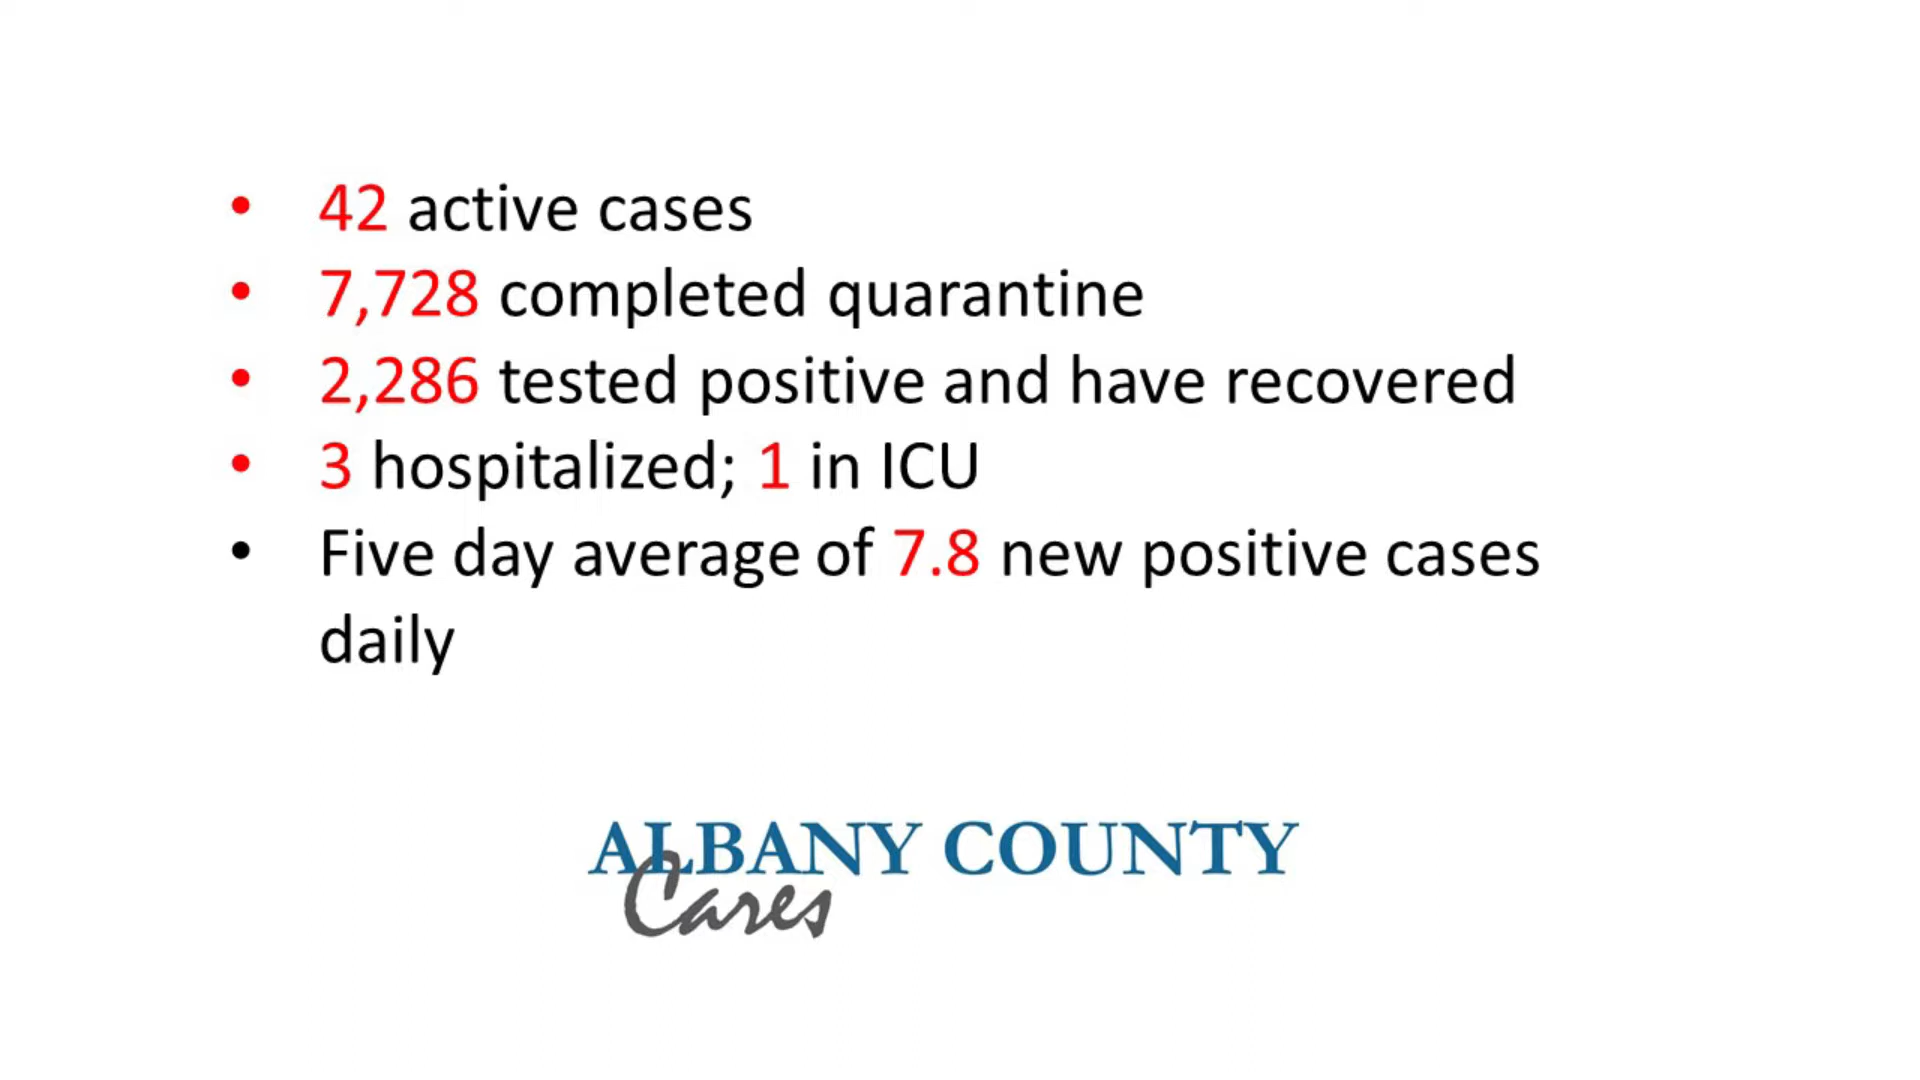 • 42 active cases
• 7,728 completed quarantine
• 2,286 tested positive and have recovered
• 3 hospitalized; 1 in ICU
• Five day average of 7.8 new positive cases
daily
ALBANY COUNTY
Cares